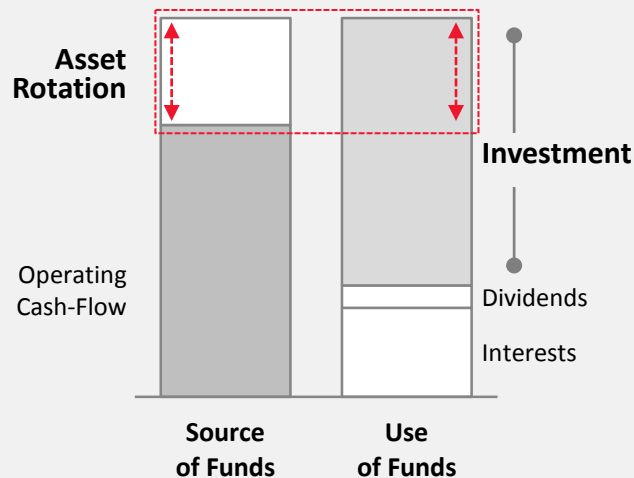 Asset
Rotation
Investment
Operating
Cash-Flow
Dividends
Interests
Source
of Funds
Use
of Funds